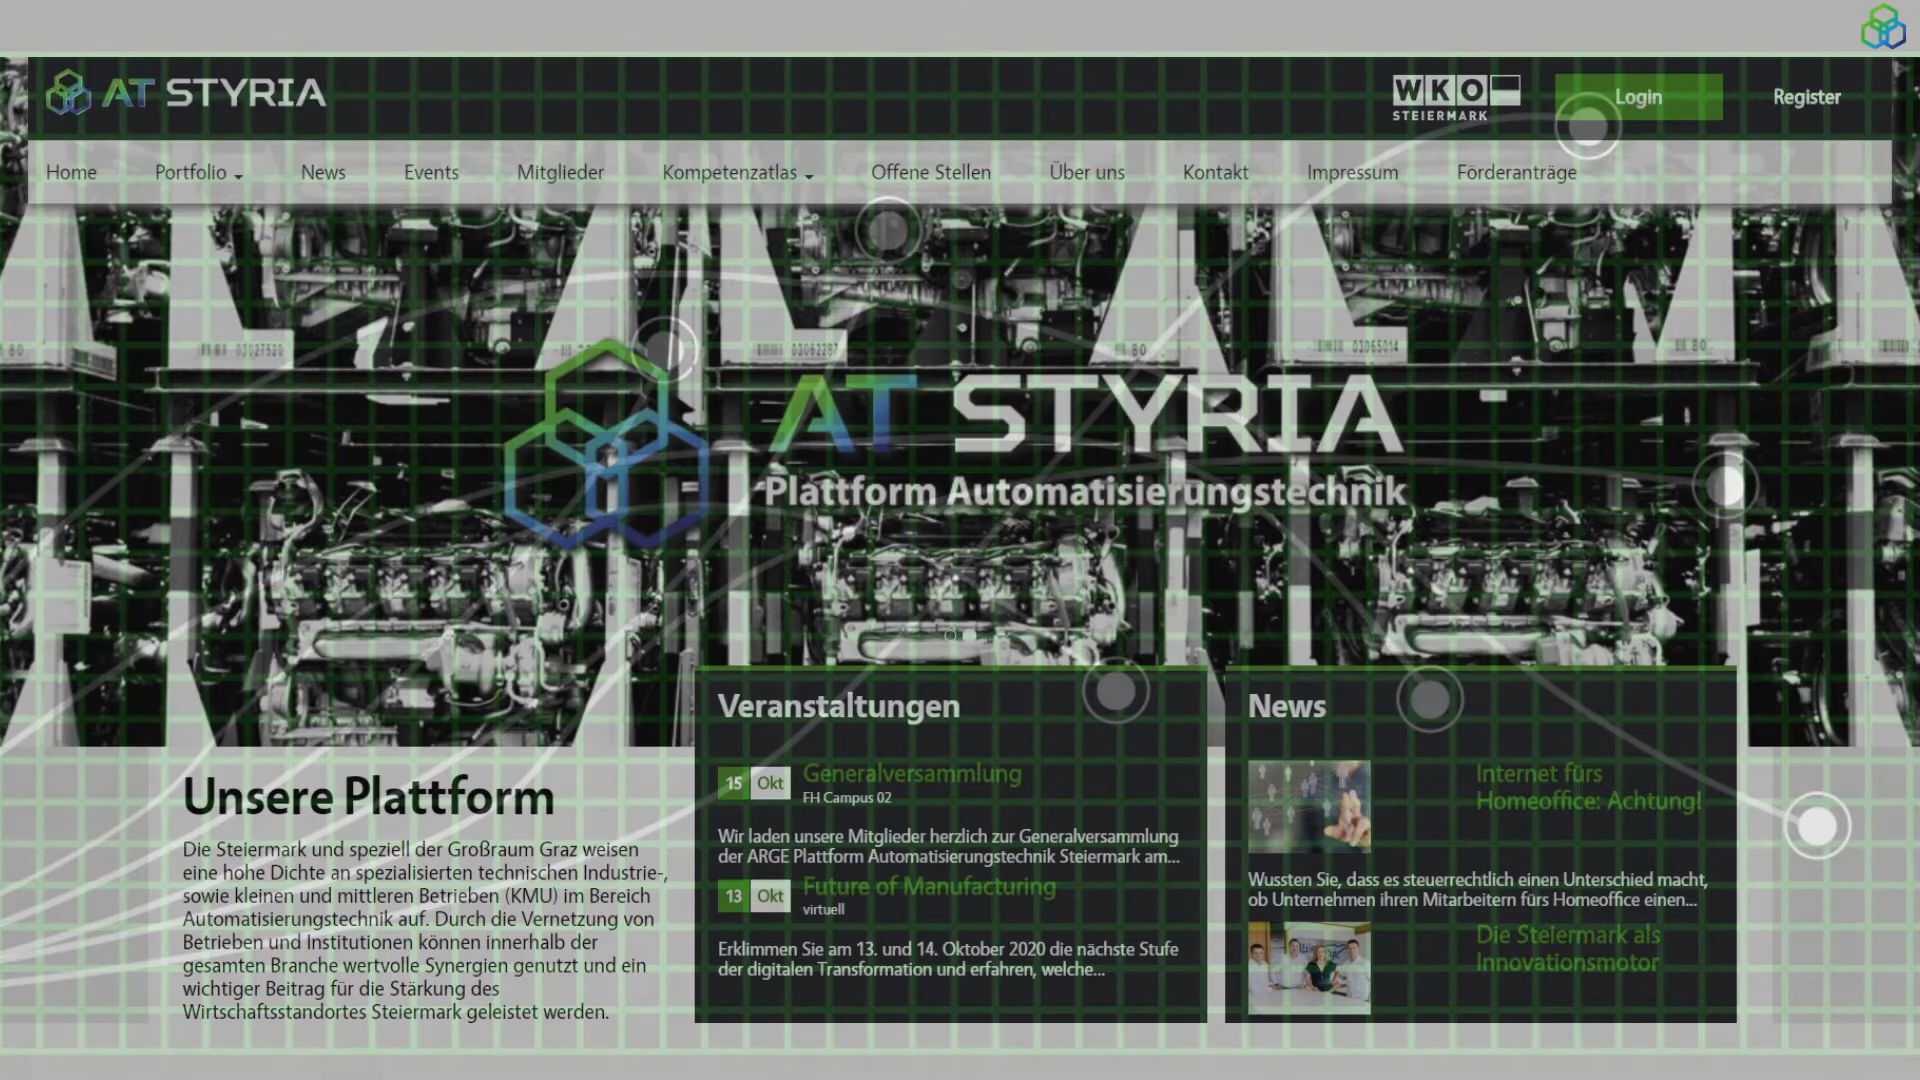 AT STYRIA
WKO
STEIERMARK
Login
Register
Home
Portfolio
News
Events
Mitglieder
Kompetenzatlas
Offene Stellen
Über uns
Kontakt
Impressum
Förderanträge
03027520
03062287
BO
03065014
BO
AT STYRIA
Plattform Automatisierungstechnik
Unsere Plattform
Die Steiermark und speziell der Großraum Graz weisen
eine hohe Dichte an spezialisierten technischen Industrie-,
sowie kleinen und mittleren Betrieben (KMU) im Bereich
Automatisierungstechnik auf. Durch die Vernetzung von
Betrieben und Institutionen können innerhalb der
gesamten Branche wertvolle Synergien genutzt und ein
wichtiger Beitrag für die Stärkung des
Wirtschaftsstandortes Steiermark geleistet werden.
Veranstaltungen
15 Okt
Generalversammlung
FH Campus 02
Wir laden unsere Mitglieder herzlich zur Generalversammlung
der ARGE Plattform Automatisierungstechnik Steiermark am...
13 Okt
Future of Manufacturing
virtuell
Erklimmen Sie am 13. und 14. Oktober 2020 die nächste Stufe
der digitalen Transformation und erfahren, welche...
News
Internet fürs
Homeoffice: Achtung!
Wussten Sie, dass es steuerrechtlich einen Unterschied macht,
ob Unternehmen ihren Mitarbeitern fürs Homeoffice einen...
Die Steiermark als
Innovationsmotor